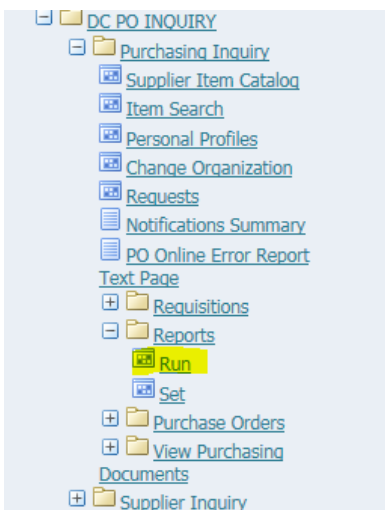 DC PO INQUIRY
Purchasing Inquiry
Supplier Item Catalog
Item Search
Personal Profiles
Change Organization
Requests
Notifications Summary
PO Online Error Report
Text Page
Requisitions
Reports
Run
Set
Purchase Orders
View Purchasing
Documents
Supplier Inquiry